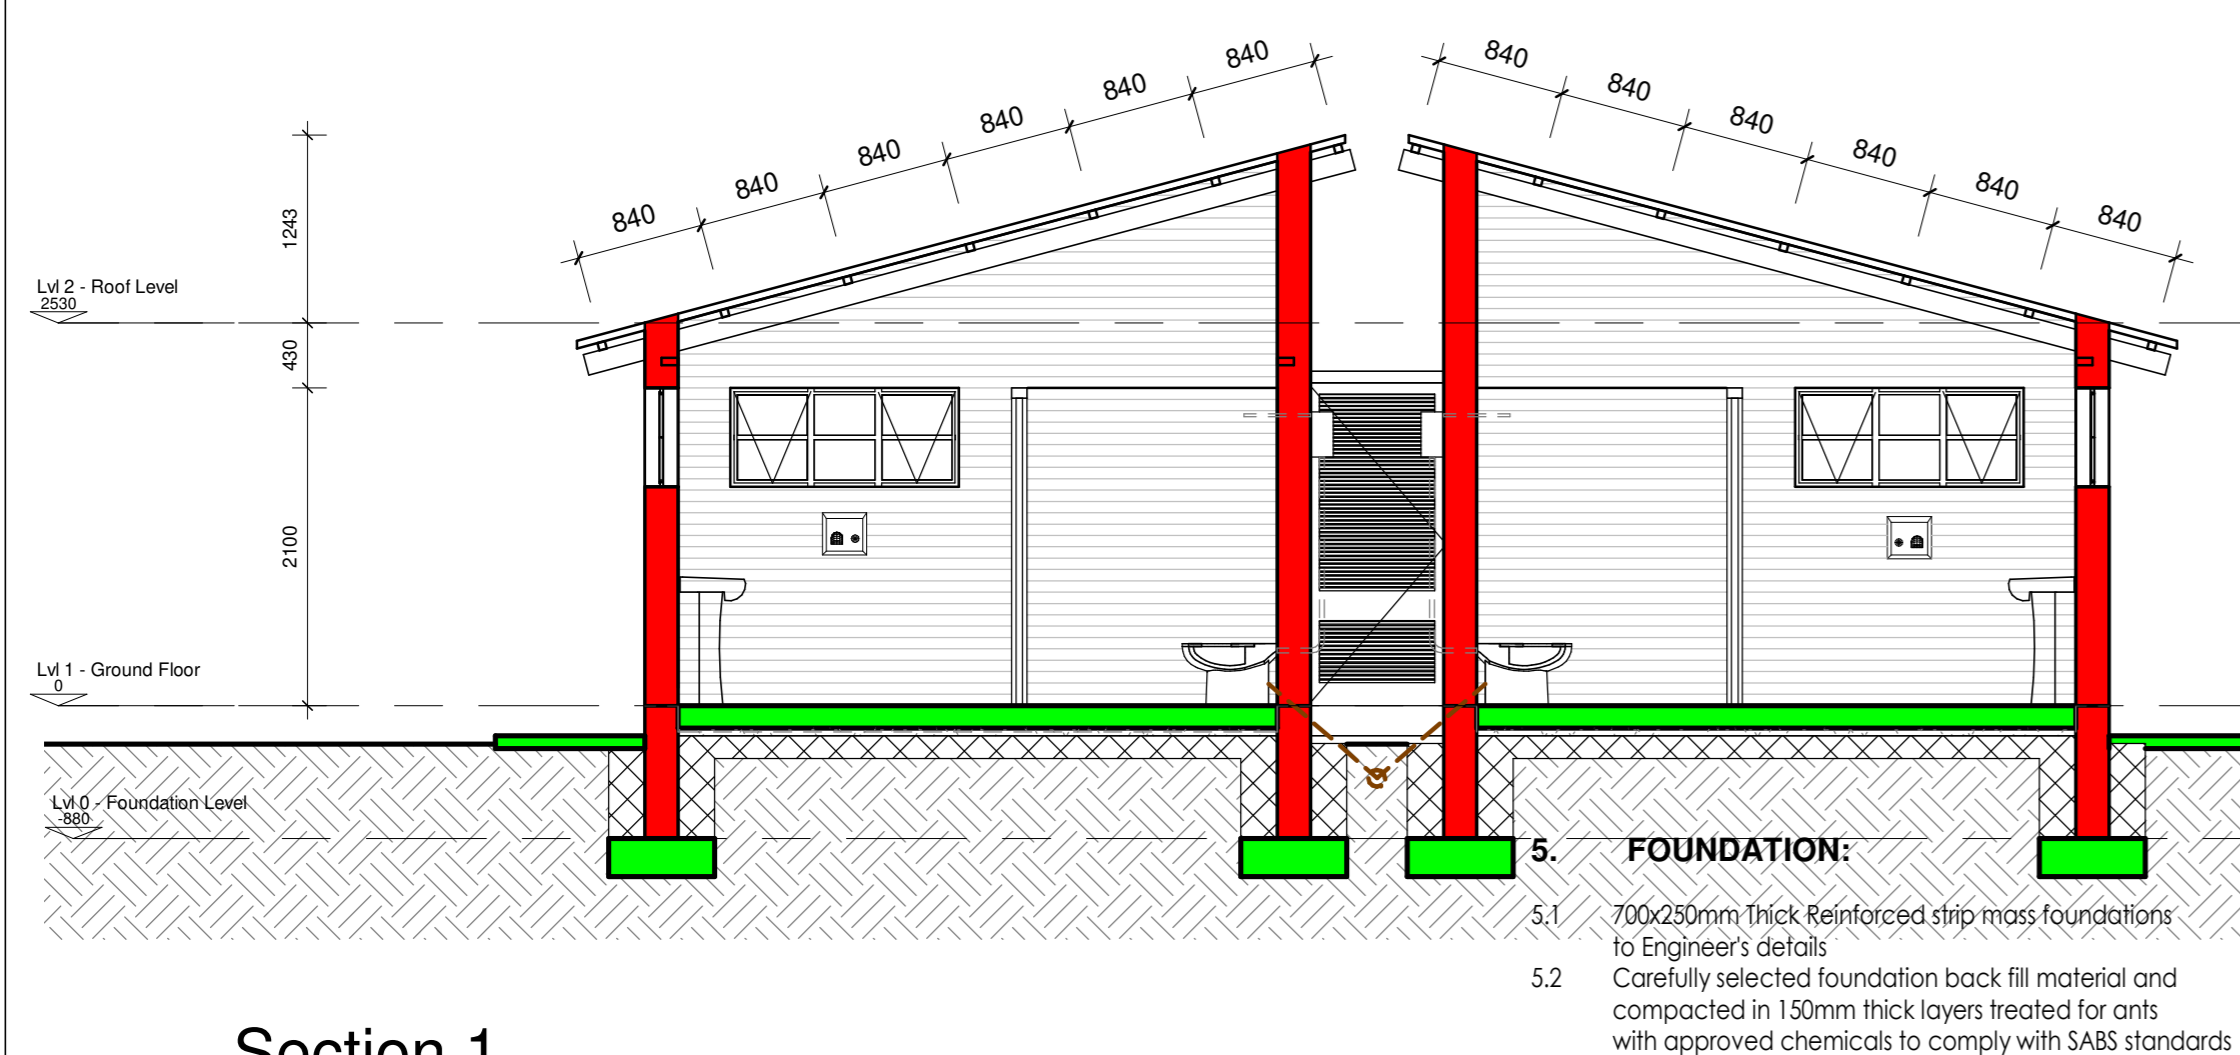 840 840 840 840 840 840
840 840 840 840 840 840
1243
Lvl 2 - Roof Level
2530
430
2100
Lvl 1 - Ground Floor
0
Lvl 0 - Foundation Level
-880
5. FOUNDATION:
5.1 700x250mm Thick Reinforced strip mass foundations
to Engineer's details
5.2 Carefully selected foundation back fill material and
compacted in 150mm thick layers treated for ants
with approved chemicals to comply with SABS standards
Section 1